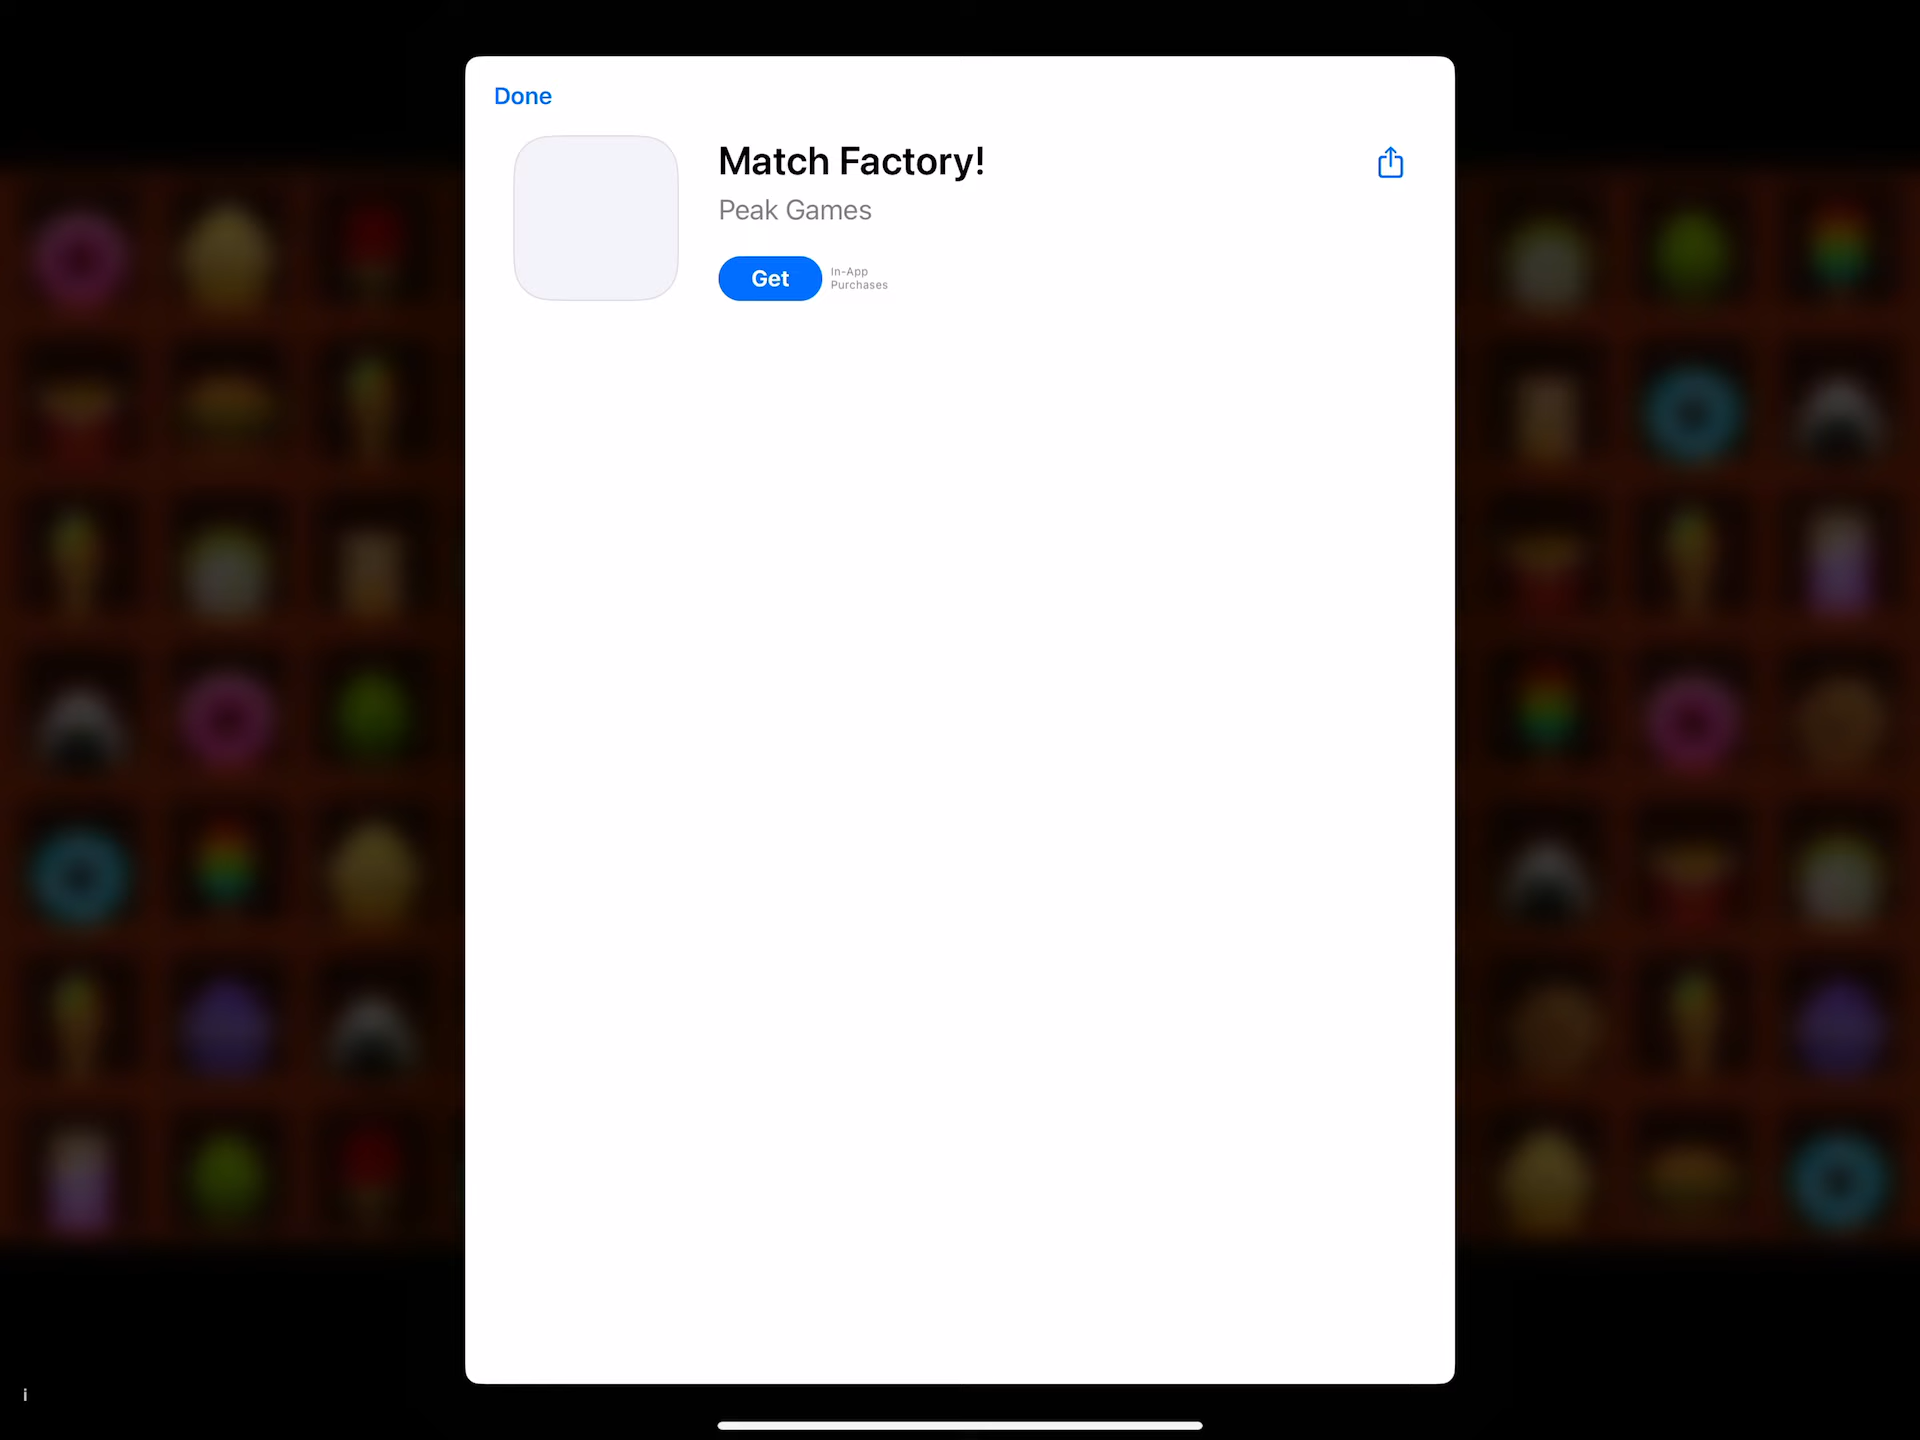 Done
Match Factory!
Peak Games
Get
In-App
Purchases
i